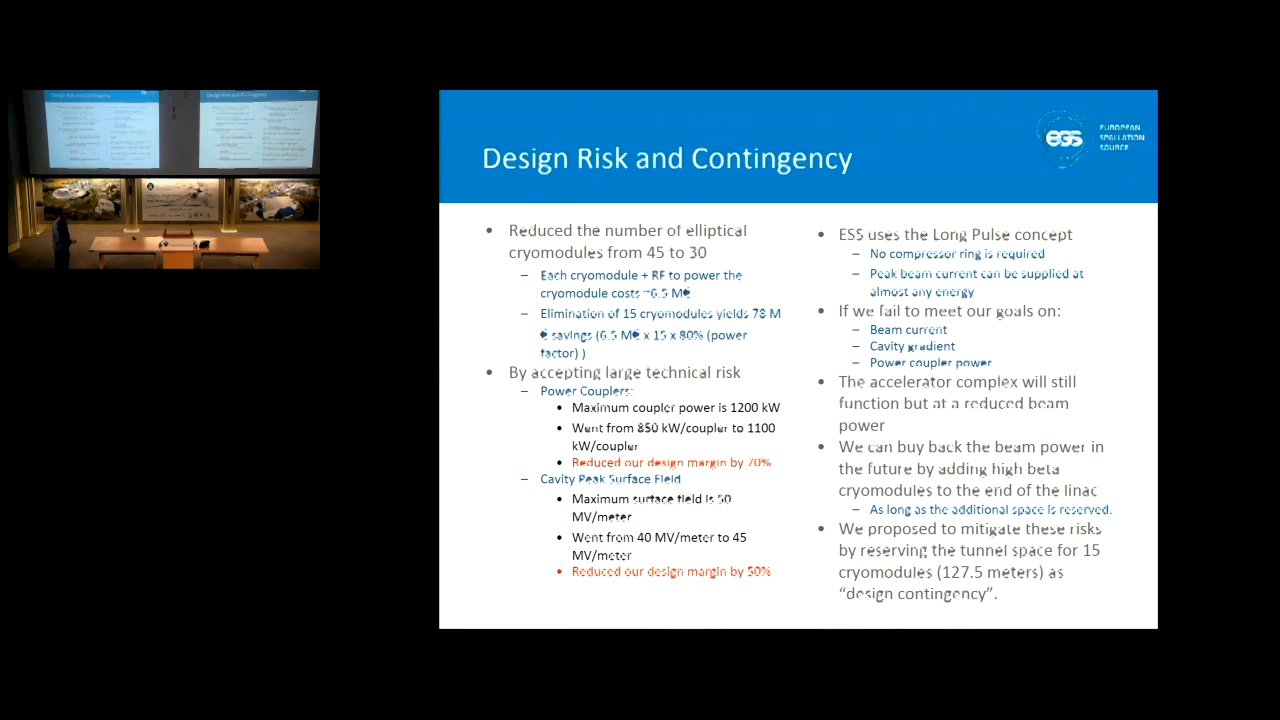 Design Risk and Contingency
ess
EUROPEAN
SPALLATION
SOURCE
• Reduced the number of elliptical
cryomodules from 45 to 30
– Each cryomodule + RF to power the
cryomodule costs ~6.5 M€
– Elimination of 15 cryomodules yields 78 M
€ savings (6.5 M€ x 15 x 80% (power
factor) )
• By accepting large technical risk
– Power Couplers:
• Maximum coupler power is 1200 kW
• Went from 850 kW/coupler to 1100
kW/coupler
• Reduced our design margin by 70%
– Cavity Peak Surface Field
• Maximum surface field is 50
MV/meter
• Went from 40 MV/meter to 45
MV/meter
• Reduced our design margin by 50%
• ESS uses the Long Pulse concept
– No compressor ring is required
– Peak beam current can be supplied at
almost any energy
• If we fail to meet our goals on:
– Beam current
– Cavity gradient
– Power coupler power
• The accelerator complex will still
function but at a reduced beam
power
• We can buy back the beam power in
the future by adding high beta
cryomodules to the end of the linac
– As long as the additional space is reserved.
• We proposed to mitigate these risks
by reserving the tunnel space for 15
cryomodules (127.5 meters) as
“design contingency”.